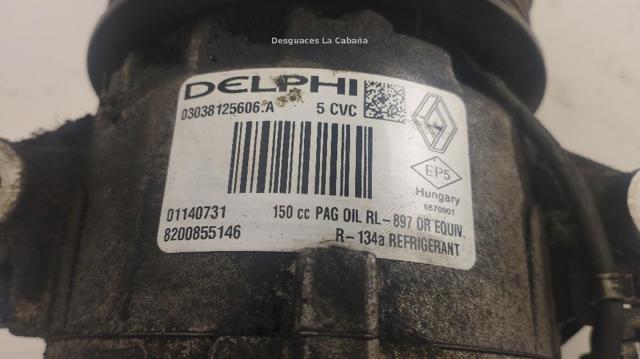 Desguaces La Cabaña
DELPHI
03038125606.A 5 CVC
EP5
Hungary
6670901
01140731 150 cc PAG OIL RL-897 OR EQUIV.
8200855146 R-134a REFRIGERANT